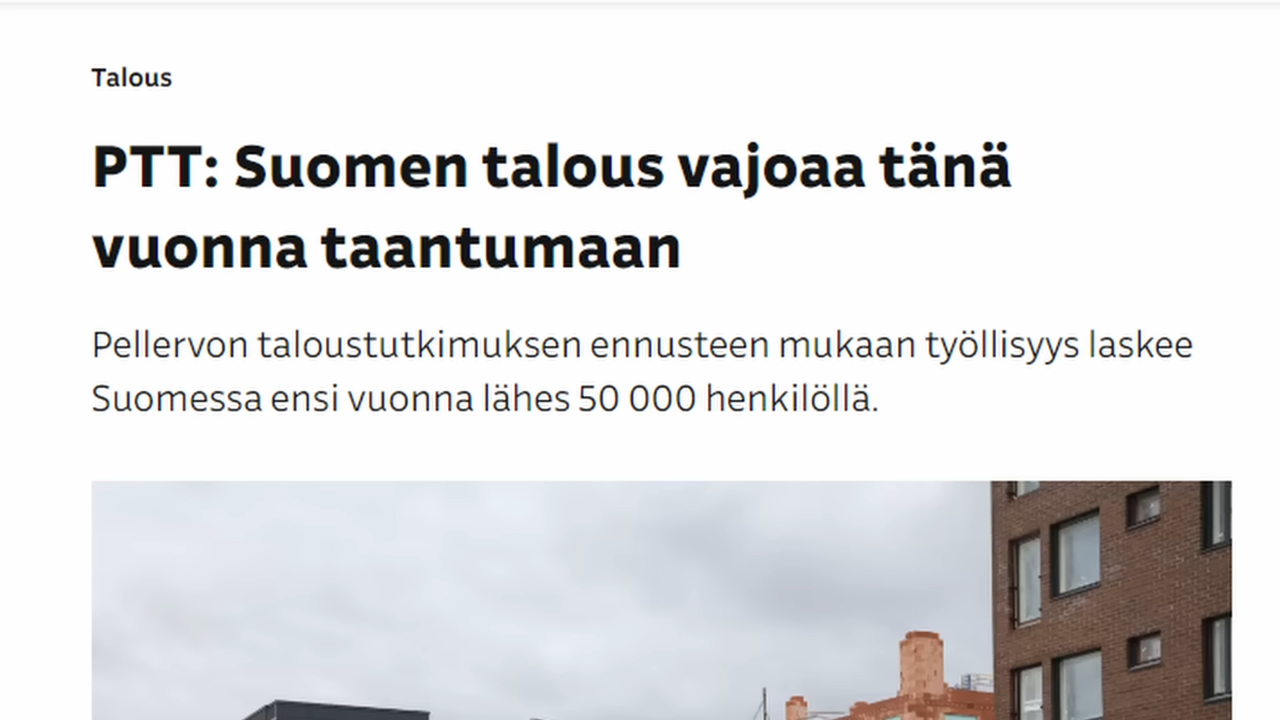 Talous
PTT: Suomen talous vajoaa tänä
vuonna taantumaan
Pellervon taloustutkimuksen ennusteen mukaan työllisyys laskee
Suomessa ensi vuonna lähes 50 000 henkilöllä.